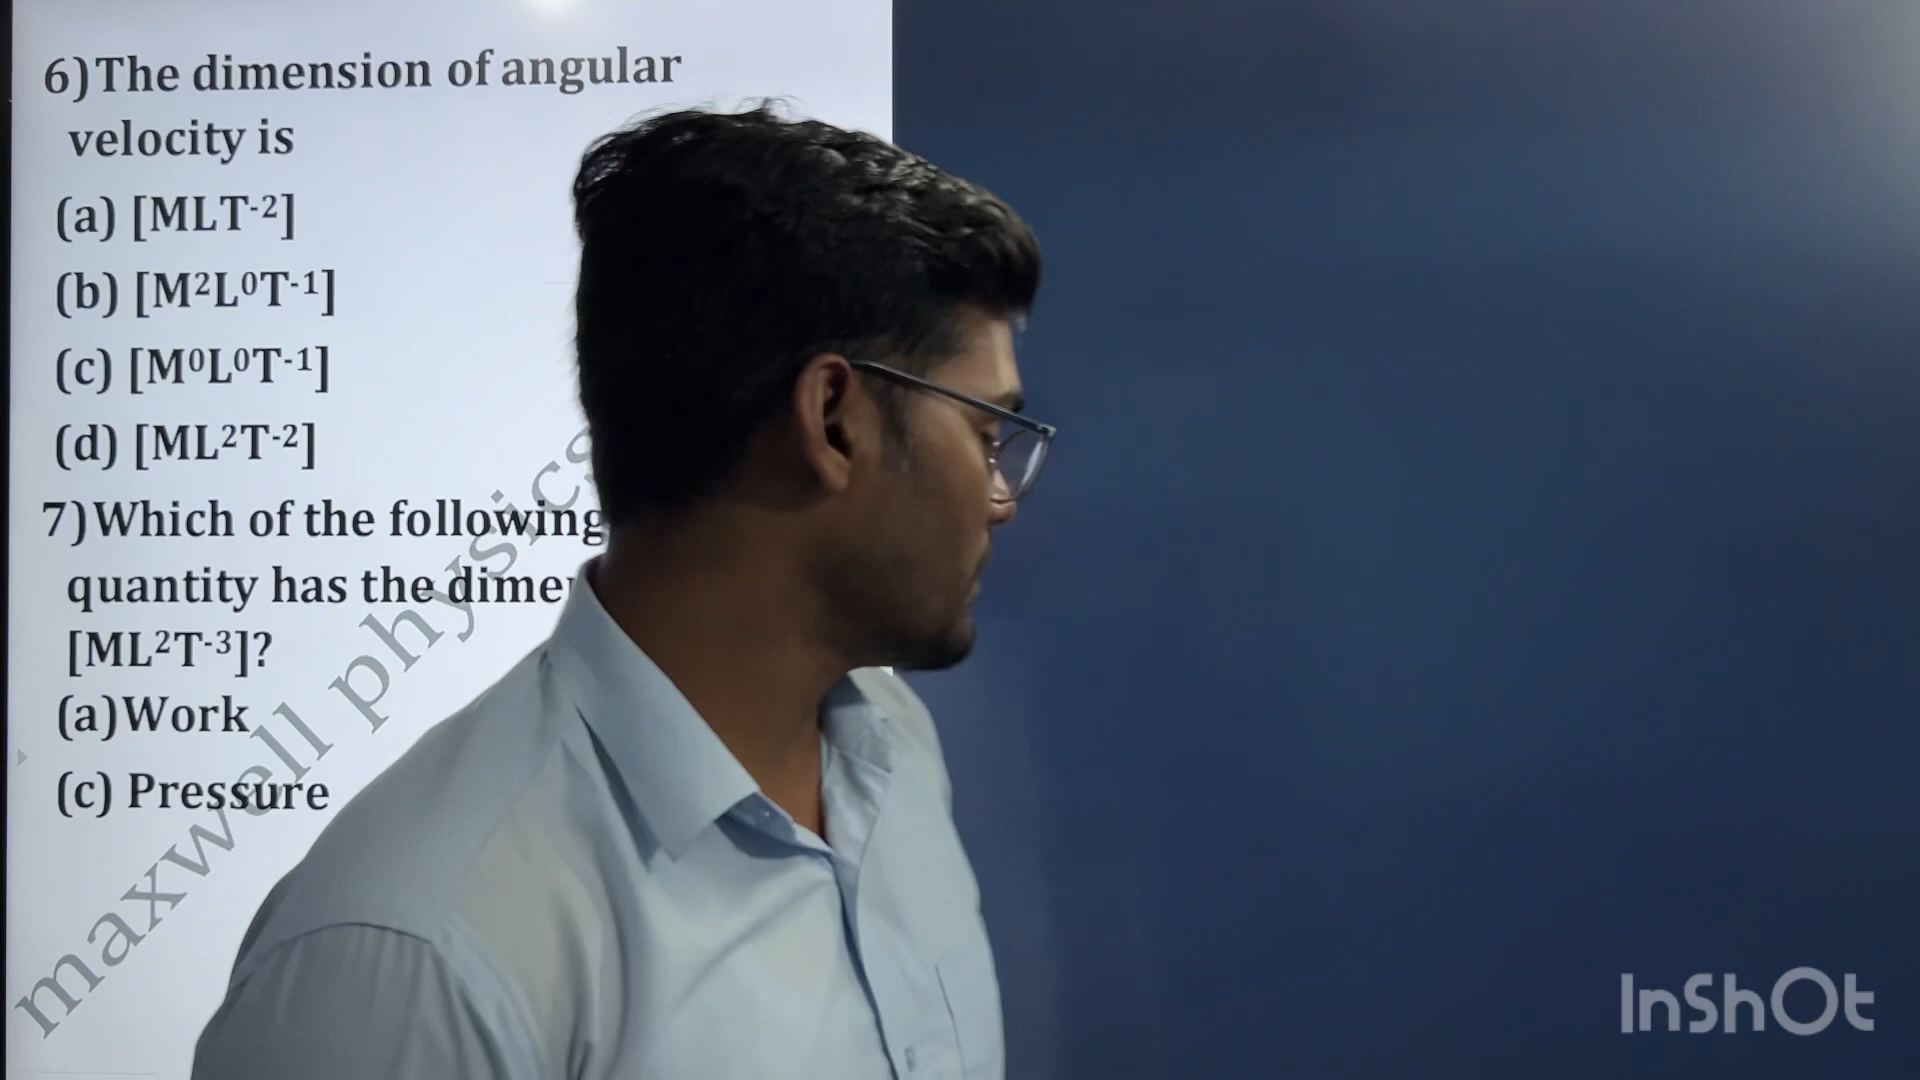 6)The dimension of angular
velocity is
(a) [MLT⁻²]
(b) [M²L⁰T⁻¹]
(c) [M⁰L⁰T⁻¹]
(d) [ML²T⁻²]
7)Which of the following
quantity has the
[ML²T⁻³]?
(a)Work
(c) Pressure
maxwell physics
InShOt